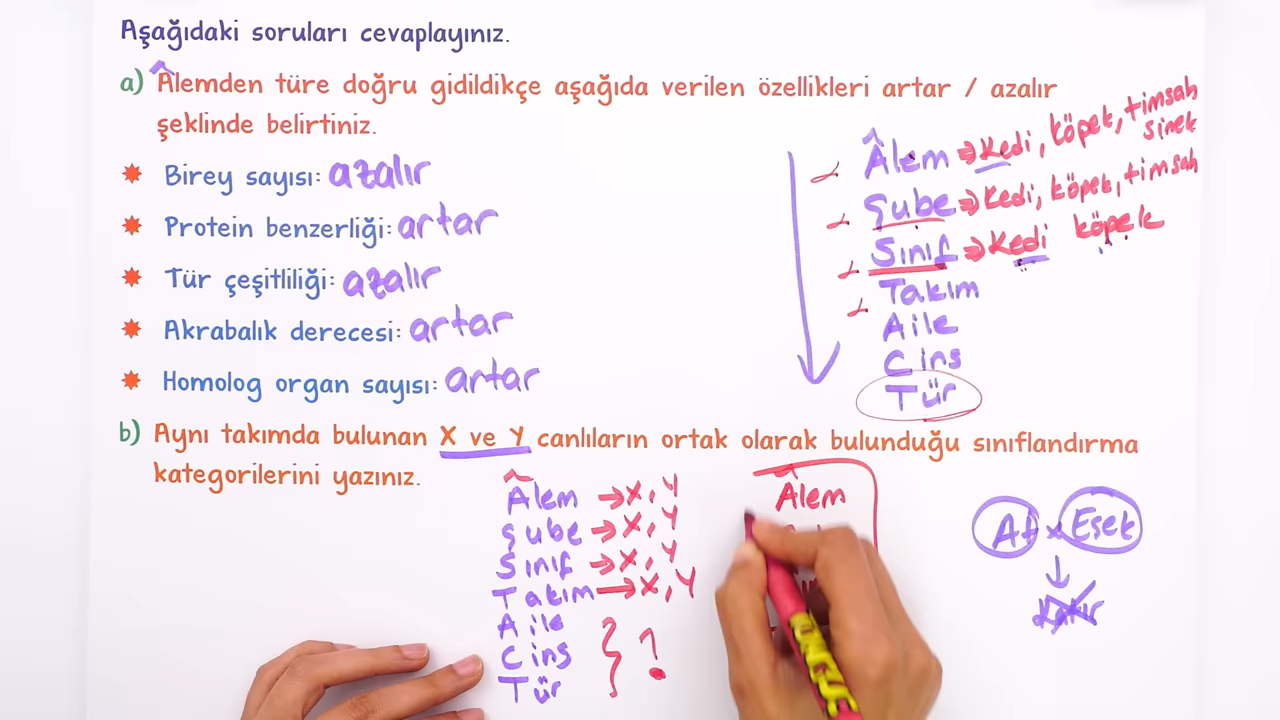 Aşağıdaki soruları cevaplayınız.
a) Âlemden türe doğru gidildikçe aşağıda verilen özellikleri artar / azalır
şeklinde belirtiniz.
Birey sayısı: azalır
Protein benzerliği: artar
Tür çeşitliliği: azalır
Akrabalık derecesi: artar
Homolog organ sayısı: artar
Âlem ⇒ Kedi, köpek, timsah
sinek
Şube ⇒ Kedi, köpek, timsah
Sınıf ⇒ Kedi köpek
Takım
Aile
Cins
Tür
b) Aynı takımda bulunan X ve Y canlıların ortak olarak bulunduğu sınıflandırma
kategorilerini yazınız.
Âlem → X, Y
Şube → X, Y
Sınıf → X, Y
Takım → X, Y
Aile
Cins } ?
Tür
Âlem
At x Eşek
↓
Katır